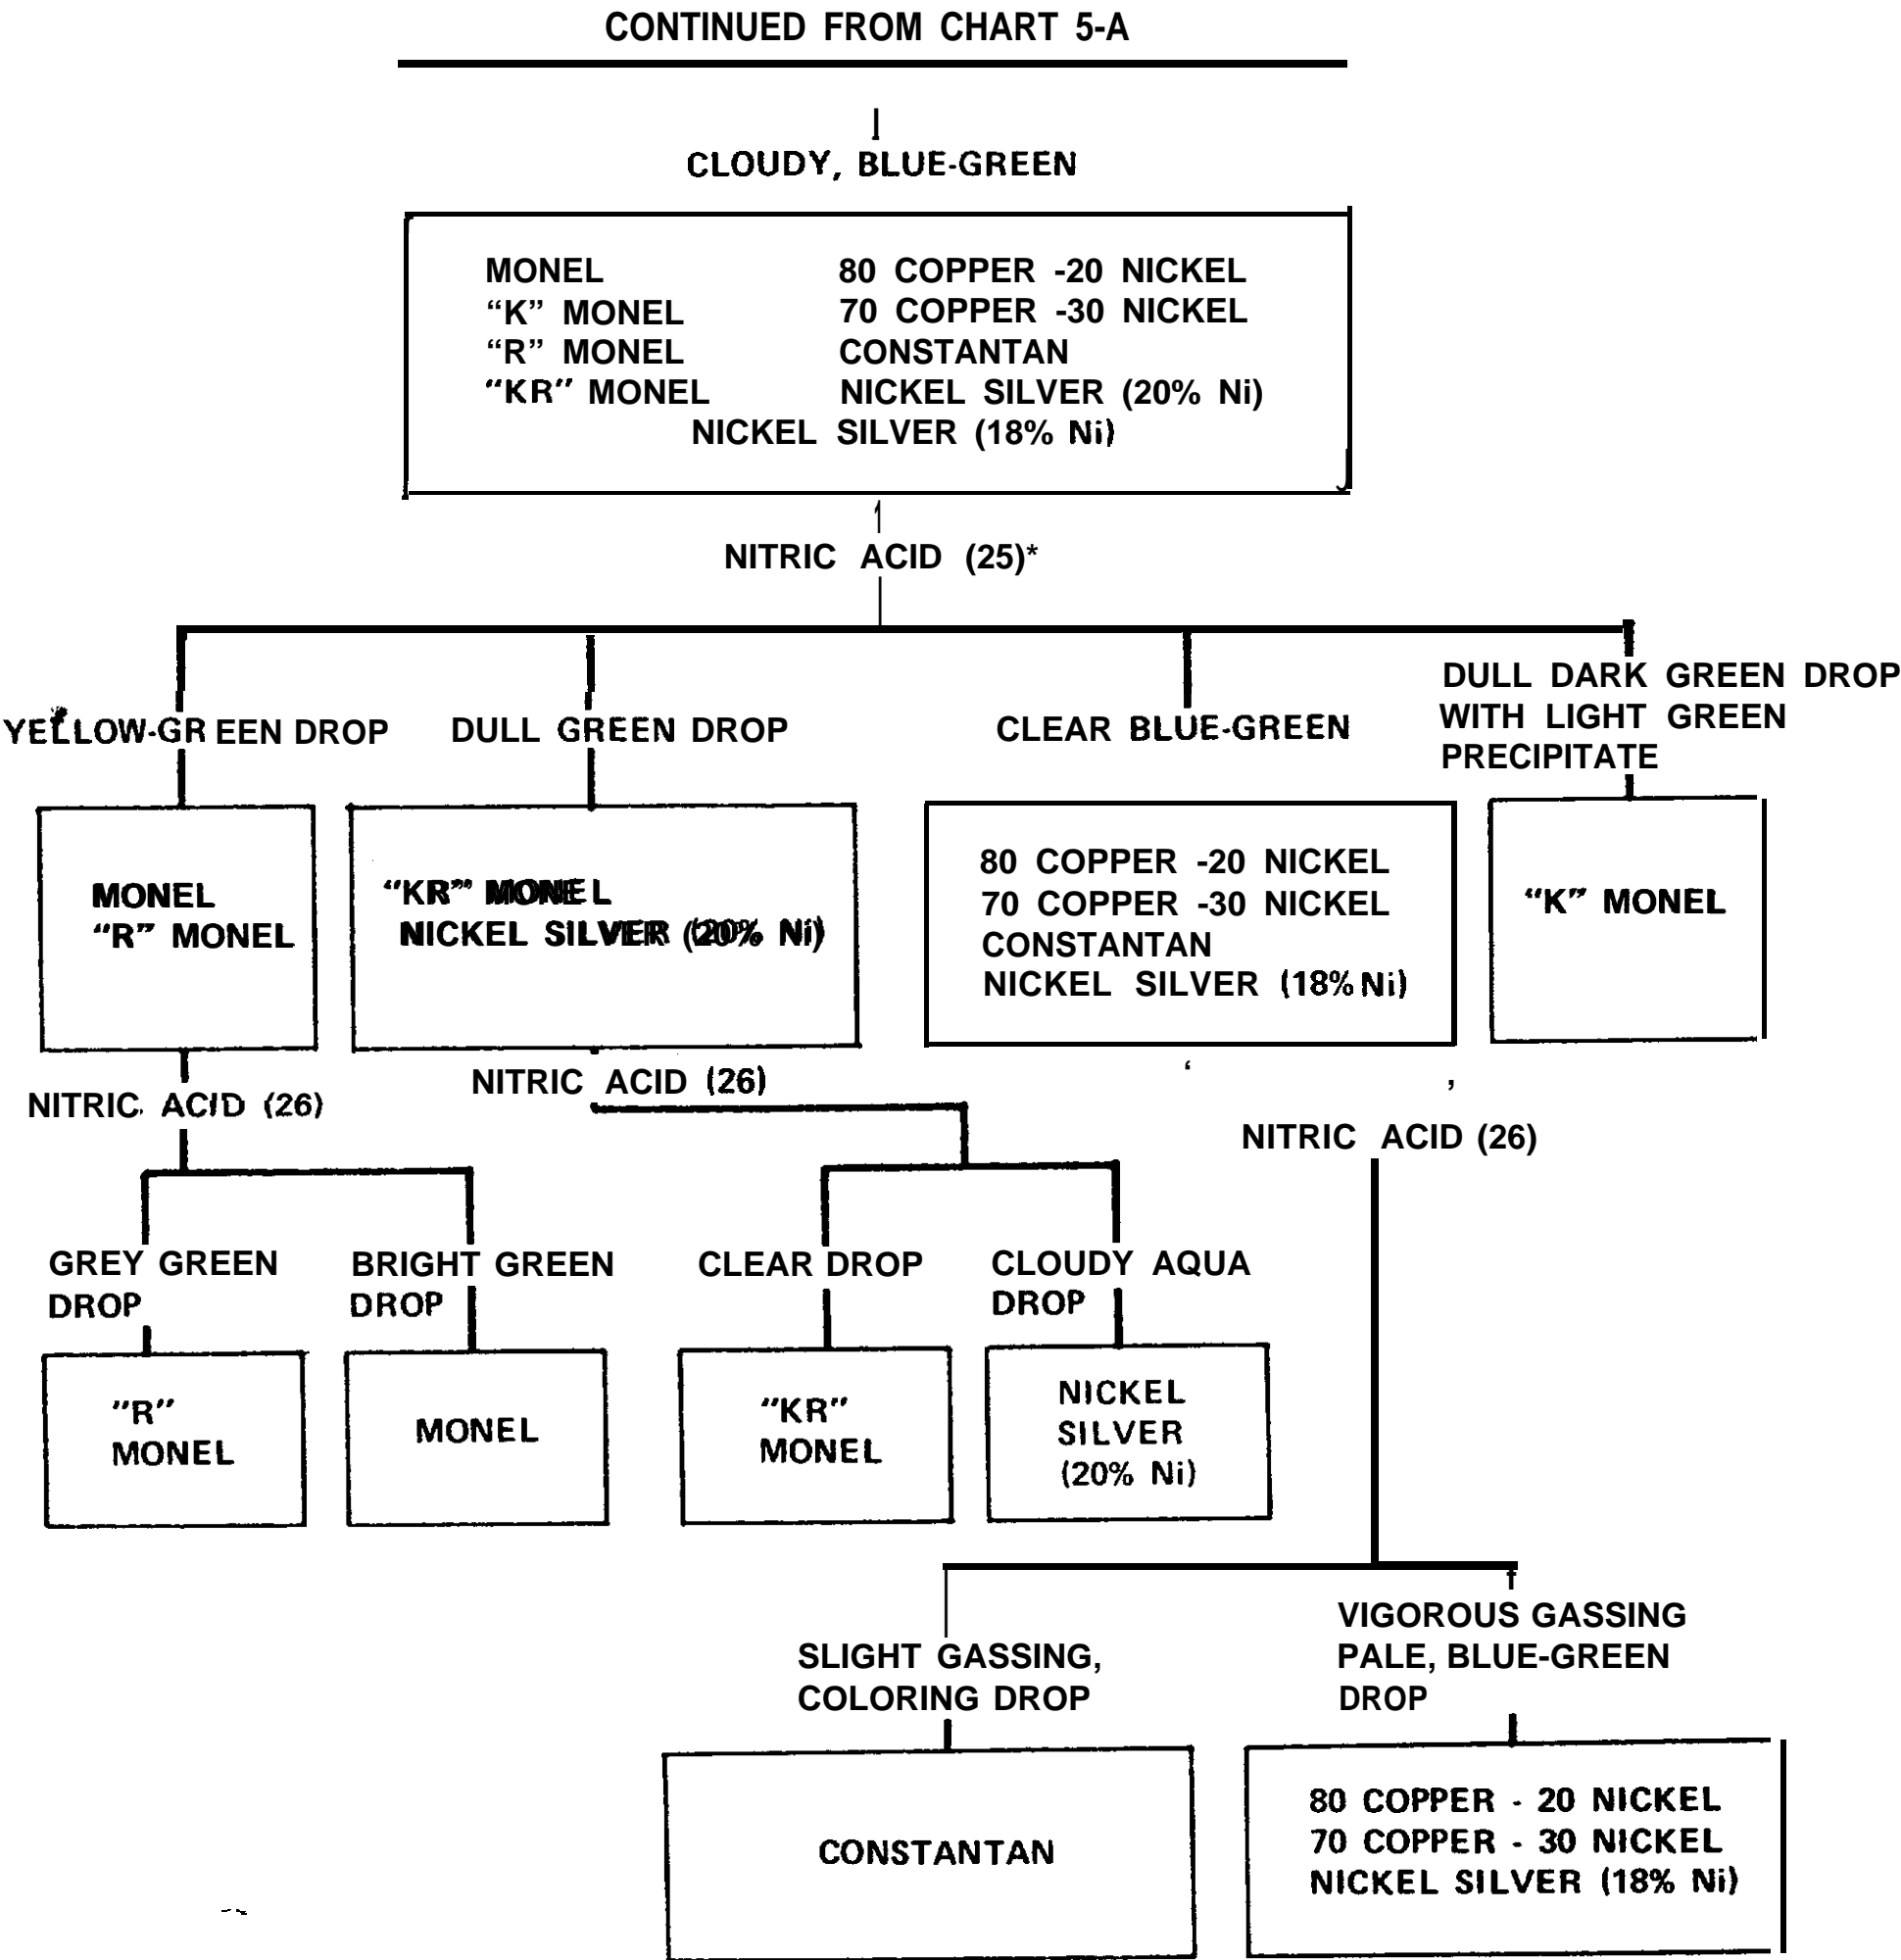 CONTINUED FROM CHART 5-A
CLOUDY, BLUE-GREEN
MONEL 80 COPPER -20 NICKEL
“K” MONEL 70 COPPER -30 NICKEL
“R” MONEL CONSTANTAN
“KR” MONEL NICKEL SILVER (20% Ni)
NICKEL SILVER (18% Ni)
NITRIC ACID (25)*
YELLOW-GREEN DROP
DULL GREEN DROP
CLEAR BLUE-GREEN
DULL DARK GREEN DROP
WITH LIGHT GREEN
PRECIPITATE
MONEL
“R” MONEL
“KR” MONEL
NICKEL SILVER (20% Ni)
80 COPPER -20 NICKEL
70 COPPER -30 NICKEL
CONSTANTAN
NICKEL SILVER (18% Ni)
“K” MONEL
NITRIC ACID (26)
NITRIC ACID (26)
NITRIC ACID (26)
GREY GREEN
DROP
BRIGHT GREEN
DROP
CLEAR DROP
CLOUDY AQUA
DROP
“R”
MONEL
MONEL
“KR”
MONEL
NICKEL
SILVER
(20% Ni)
SLIGHT GASSING,
COLORING DROP
VIGOROUS GASSING
PALE, BLUE-GREEN
DROP
CONSTANTAN
80 COPPER - 20 NICKEL
70 COPPER - 30 NICKEL
NICKEL SILVER (18% Ni)